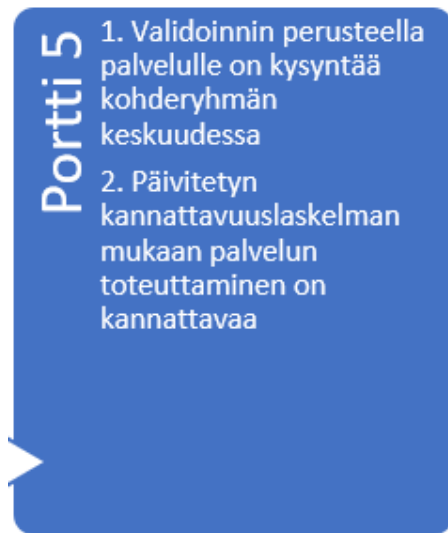 Portti 5
1. Validoinnin perusteella
palvelulle on kysyntää
kohderyhmän
keskuudessa
2. Päivitetyn
kannattavuuslaskelman
mukaan palvelun
toteuttaminen on
kannattavaa